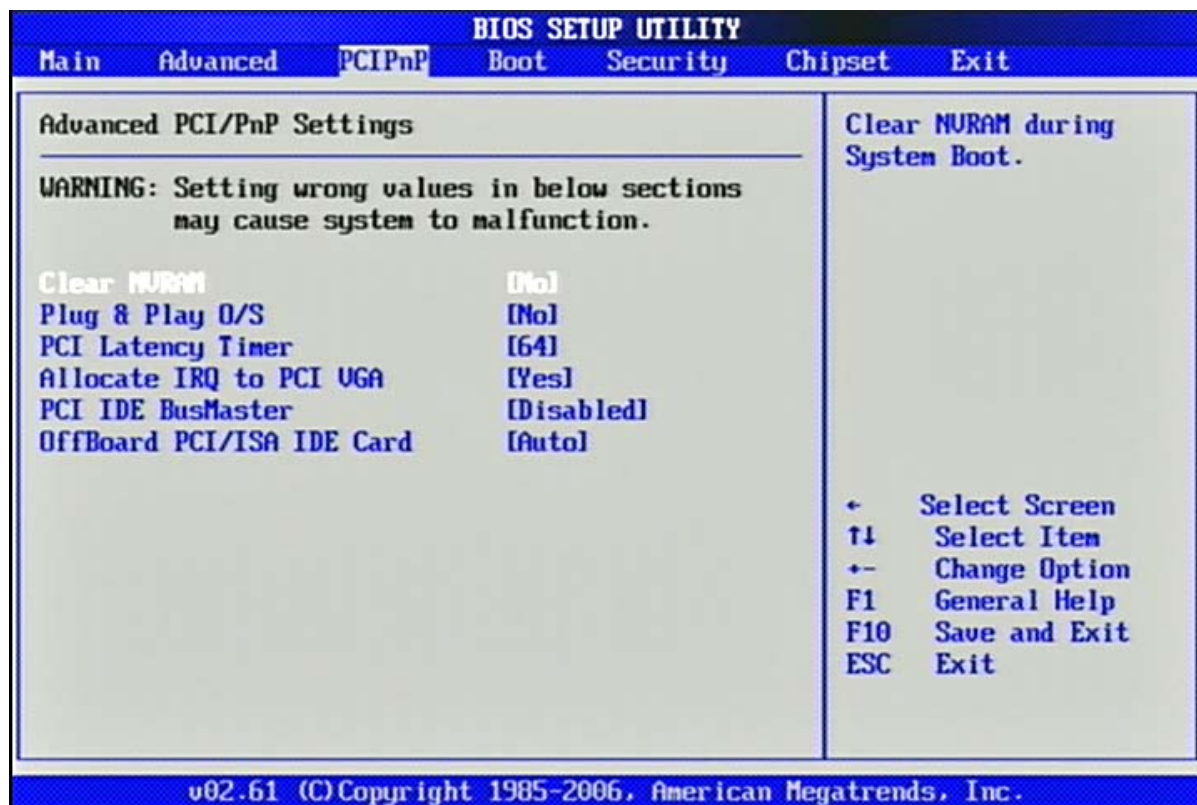 BIOS SETUP UTILITY
Main Advanced PCIPnP Boot Security Chipset Exit
Advanced PCI/PnP Settings
WARNING: Setting wrong values in below sections
may cause system to malfunction.
Clear NVRAM [No]
Plug & Play O/S [No]
PCI Latency Timer [64]
Allocate IRQ to PCI VGA [Yes]
PCI IDE BusMaster [Disabled]
OffBoard PCI/ISA IDE Card [Auto]
Clear NVRAM during
System Boot.
← Select Screen
↑↓ Select Item
+- Change Option
F1 General Help
F10 Save and Exit
ESC Exit
v02.61 (C)Copyright 1985-2006, American Megatrends, Inc.